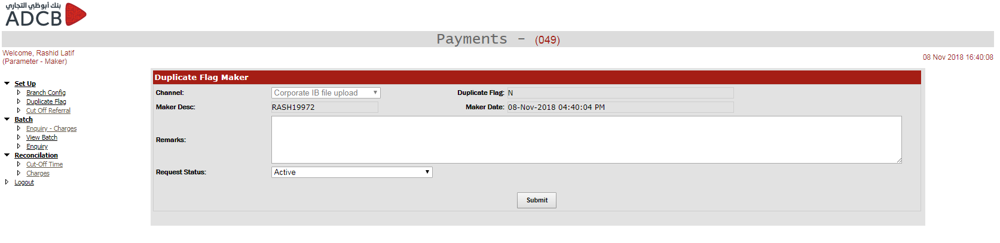 بنك أبوظبي التجاري
ADCB
Payments - (049)
Welcome, Rashid Latif
(Parameter - Maker)
08 Nov 2018 16:40:08
Set Up
Branch Config
Duplicate Flag
Cut Off Referral
Batch
Enquiry - Charges
View Batch
Enquiry
Reconcilation
Cut-Off Time
Charges
Logout
Duplicate Flag Maker
Channel: Corporate IB file upload Duplicate Flag: N
Maker Desc: RASH19972 Maker Date: 08-Nov-2018 04:40:04 PM
Remarks:
Request Status: Active
Submit